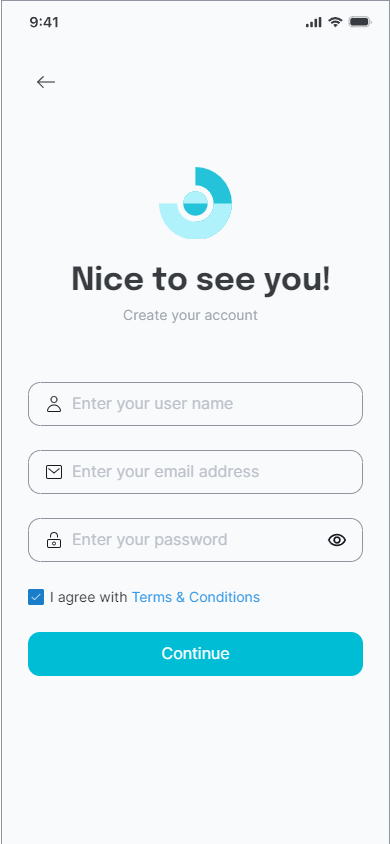 9:41
Nice to see you!
Create your account
Enter your user name
Enter your email address
Enter your password
I agree with Terms & Conditions
Continue